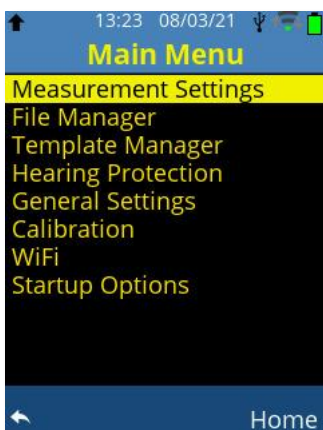 13:23 08/03/21
Main Menu
Measurement Settings
File Manager
Template Manager
Hearing Protection
General Settings
Calibration
WiFi
Startup Options
Home